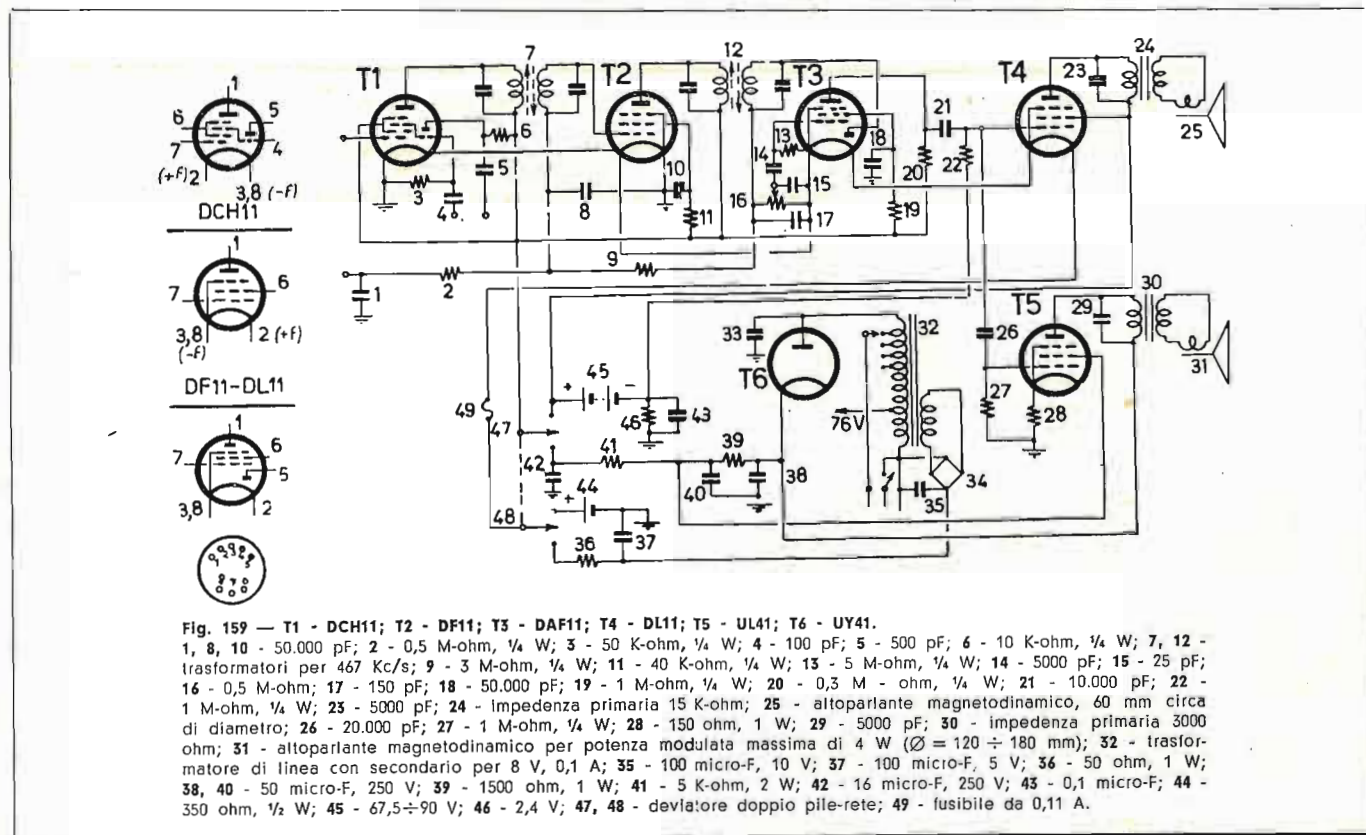 7
12
24
T1
T2
T3
T4
23
1
5
6
7
4
(+F) 2
3,8 (-F)
DCH11
6
5
3
4
8
10
11
13
14
15
16
17
18
19
20
21
22
25
1
7
6
3,8
(-F)
2 (+F)
DF11-DL11
1
2
9
30
T5
29
26
27
28
31
33
T6
32
76V
34
35
1
7
6
5
3,8
2
49
47
48
+
45
-
46
43
42
41
39
40
38
+
44
36
37
Fig. 159 — T1 - DCH11; T2 - DF11; T3 - DAF11; T4 - DL11; T5 - UL41; T6 - UY41.
1, 8, 10 - 50.000 pF; 2 - 0,5 M-ohm, ¼ W; 3 - 50 K-ohm, ¼ W; 4 - 100 pF; 5 - 500 pF; 6 - 10 K-ohm, ¼ W; 7, 12 -
trasformatori per 467 Kc/s; 9 - 3 M-ohm, ¼ W; 11 - 40 K-ohm, ¼ W; 13 - 5 M-ohm, ¼ W; 14 - 5000 pF; 15 - 25 pF;
16 - 0,5 M-ohm; 17 - 150 pF; 18 - 50.000 pF; 19 - 1 M-ohm, ¼ W; 20 - 0,3 M - ohm, ¼ W; 21 - 10.000 pF; 22 -
1 M-ohm, ¼ W; 23 - 5000 pF; 24 - impedenza primaria 15 K-ohm; 25 - altoparlante magnetodinamico, 60 mm circa
di diametro; 26 - 20.000 pF; 27 - 1 M-ohm, ¼ W; 28 - 150 ohm, 1 W; 29 - 5000 pF; 30 - impedenza primaria 3000
ohm; 31 - altoparlante magnetodinamico per potenza modulata massima di 4 W (Ø = 120 ÷ 180 mm); 32 - trasfor-
matore di linea con secondario per 8 V, 0,1 A; 35 - 100 micro-F, 10 V; 37 - 100 micro-F, 5 V; 36 - 50 ohm, 1 W;
38, 40 - 50 micro-F, 250 V; 39 - 1500 ohm, 1 W; 41 - 5 K-ohm, 2 W; 42 - 16 micro-F, 250 V; 43 - 0,1 micro-F; 44 -
350 ohm, ½ W; 45 - 67,5÷90 V; 46 - 2,4 V; 47, 48 - deviatore doppio pile-rete; 49 - fusibile da 0,11 A.